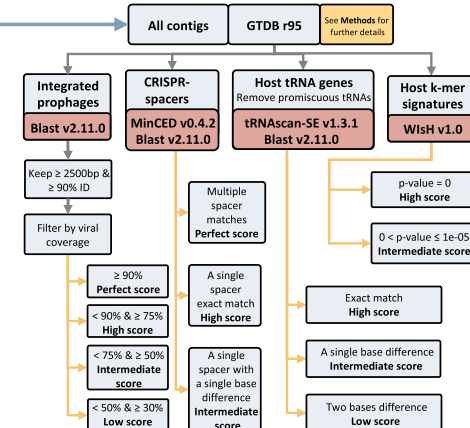 All contigs
GTDB r95
See Methods for
further details
Integrated
prophages
Blast v2.11.0
CRISPR-
spacers
MinCED v0.4.2
Blast v2.11.0
Host tRNA genes
Remove promiscuous tRNAs
tRNAscan-SE v1.3.1
Blast v2.11.0
Host k-mer
signatures
WIsH v1.0
Keep ≥ 2500bp &
≥ 90% ID
Filter by viral
coverage
≥ 90%
Perfect score
< 90% & ≥ 75%
High score
< 75% & ≥ 50%
Intermediate
score
< 50% & ≥ 30%
Low score
Multiple
spacer
matches
Perfect score
A single
spacer
exact match
High score
A single
spacer with
a single base
difference
Intermediate
score
Exact match
High score
A single base difference
Intermediate score
Two bases difference
Low score
p-value = 0
High score
0 < p-value ≤ 1e-05
Intermediate score